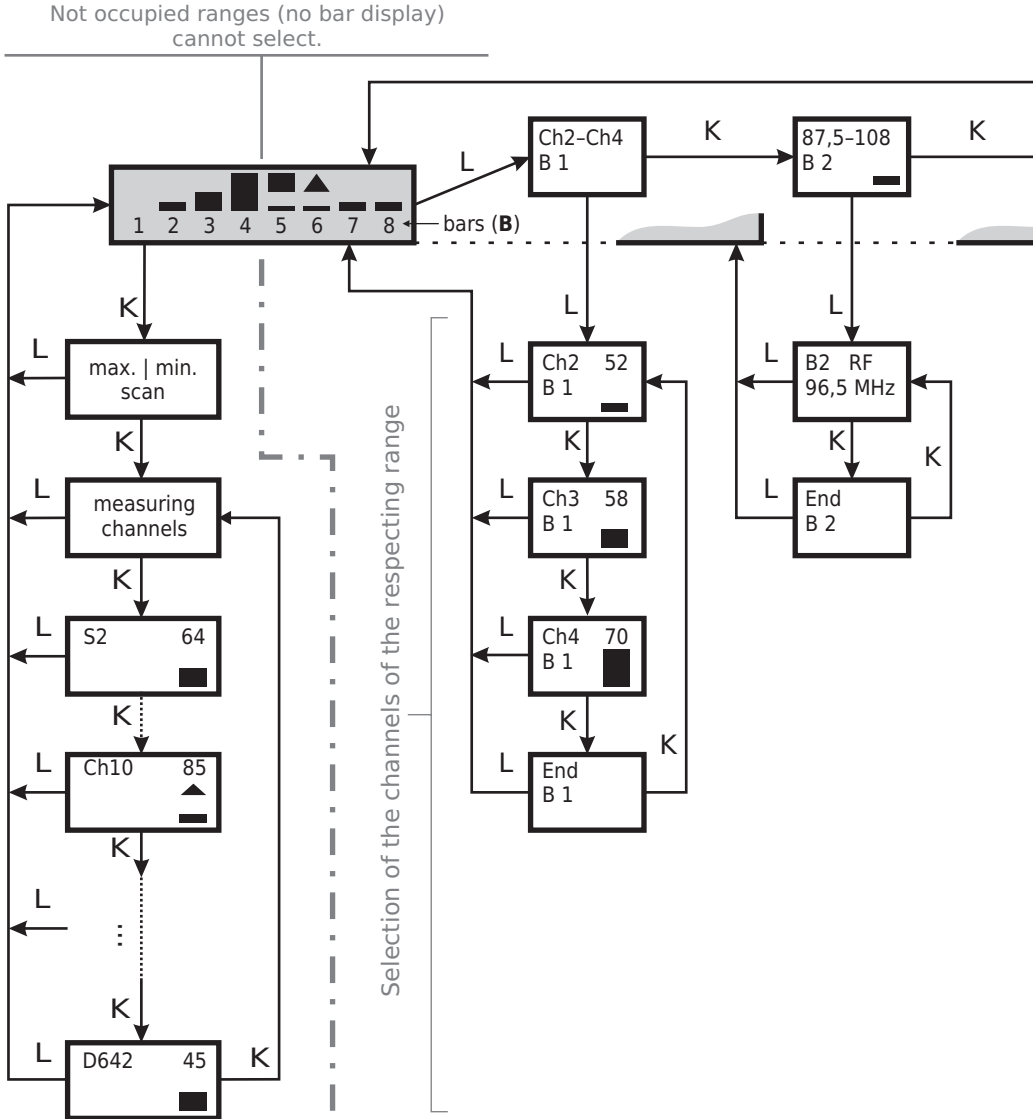 Not occupied ranges (no bar display)
cannot select.
1 2 3 4 5 6 7 8
bars (B)
L
Ch2–Ch4
B 1
K
87,5–108
B 2
K
K
L
max. | min.
scan
K
L
measuring
channels
K
L
S2 64
K
L
Ch10 85
K
L
...
K
L
D642 45
K
Selection of the channels of the respecting range
L
L
Ch2 52
B 1
K
L
Ch3 58
B 1
K
L
Ch4 70
B 1
K
L
End
B 1
K
L
L
B2 RF
96,5 MHz
K
K
L
End
B 2